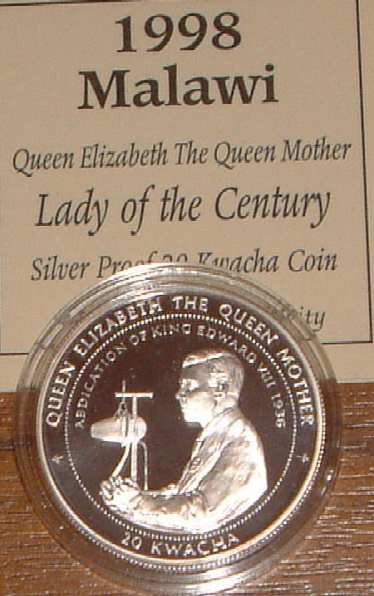 1998
Malawi
Queen Elizabeth The Queen Mother
Lady of the Century
Silver Proof 20 Kwacha Coin
QUEEN ELIZABETH THE QUEEN MOTHER
ABDICATION OF KING EDWARD VIII 1936
20 KWACHA